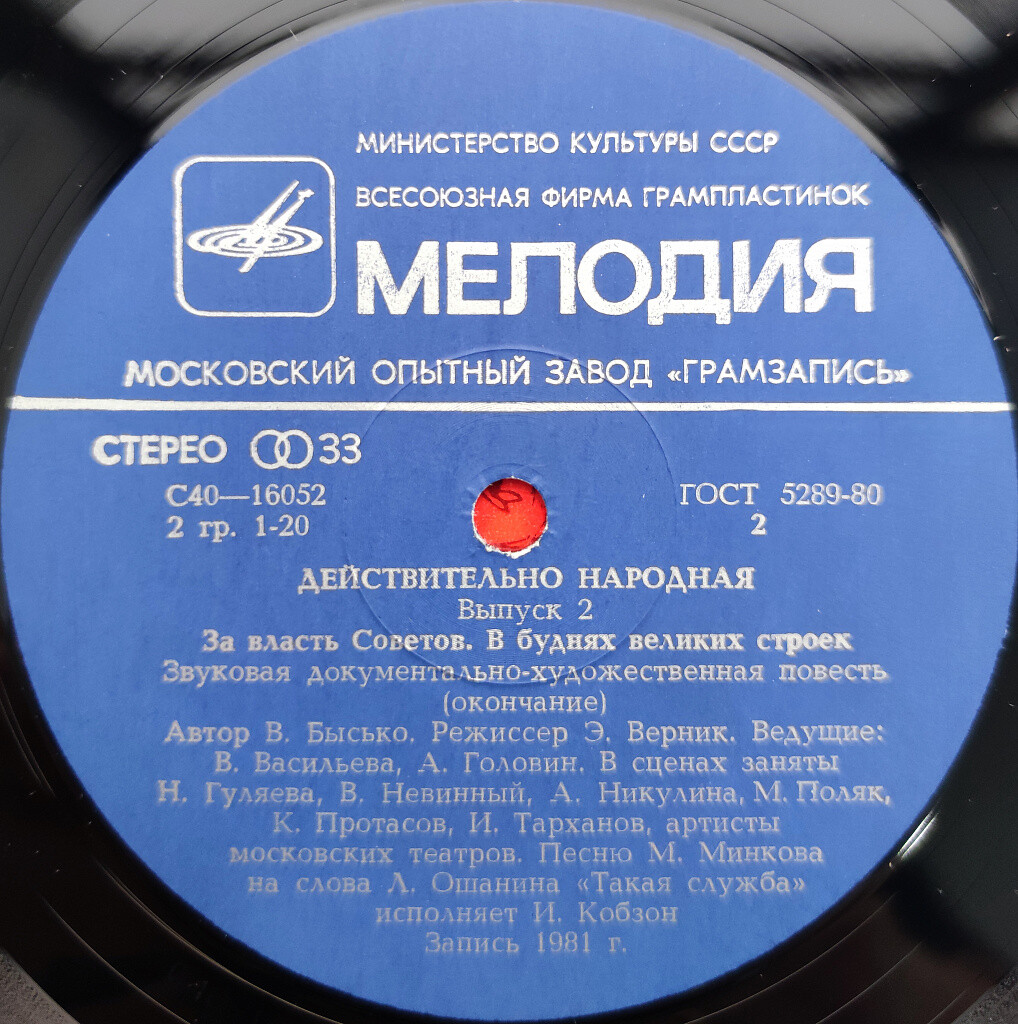 МИНИСТЕРСТВО КУЛЬТУРЫ СССР
ВСЕСОЮЗНАЯ ФИРМА ГРАМПЛАСТИНОК
МЕЛОДИЯ
МОСКОВСКИЙ ОПЫТНЫЙ ЗАВОД «ГРАМЗАПИСЬ»
СТЕРЕО 33
С40—16052 ГОСТ 5289-80
2 гр. 1-20 2
ДЕЙСТВИТЕЛЬНО НАРОДНАЯ
Выпуск 2
За власть Советов. В буднях великих строек
Звуковая документально-художественная повесть
(окончание)
Автор В. Бысько. Режиссер Э. Верник. Ведущие:
В. Васильева, А. Головин. В сценах заняты
Н. Гуляева, В. Невинный, А. Никулина, М. Поляк,
К. Протасов, И. Тарханов, артисты
московских театров. Песню М. Минкова
на слова Л. Ошанина «Такая служба»
исполняет И. Кобзон
Запись 1981 г.